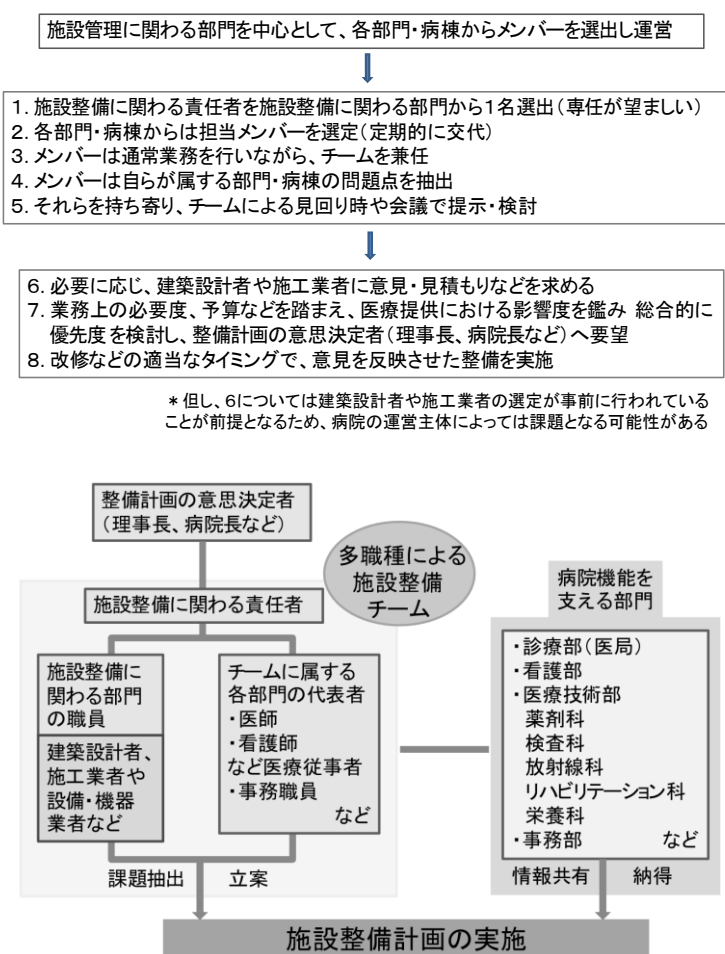 施設管理に関わる部門を中心として、各部門・病棟からメンバーを選出し運営
1. 施設整備に関わる責任者を施設整備に関わる部門から1名選出(専任が望ましい)
2. 各部門・病棟からは担当メンバーを選定(定期的に交代)
3. メンバーは通常業務を行いながら、チームを兼任
4. メンバーは自らが属する部門・病棟の問題点を抽出
5. それらを持ち寄り、チームによる見回り時や会議で提示・検討
6. 必要に応じ、建築設計者や施工業者に意見・見積もりなどを求める
7. 業務上の必要度、予算などを踏まえ、医療提供における影響度を鑑み 総合的に
優先度を検討し、整備計画の意思決定者(理事長、病院長など)へ要望
8. 改修などの適当なタイミングで、意見を反映させた整備を実施
*但し、6については建築設計者や施工業者の選定が事前に行われている
ことが前提となるため、病院の運営主体によっては課題となる可能性がある
整備計画の意思決定者
(理事長、病院長など)
多職種による
施設整備
チーム
施設整備に関わる責任者
施設整備に
関わる部門
の職員
建築設計者、
施工業者や
設備・機器
業者など
チームに属する
各部門の代表者
・医師
・看護師
など医療従事者
・事務職員
など
課題抽出 立案
病院機能を
支える部門
・診療部(医局)
・看護部
・医療技術部
薬剤科
検査科
放射線科
リハビリテーション科
栄養科
・事務部 など
情報共有 納得
施設整備計画の実施